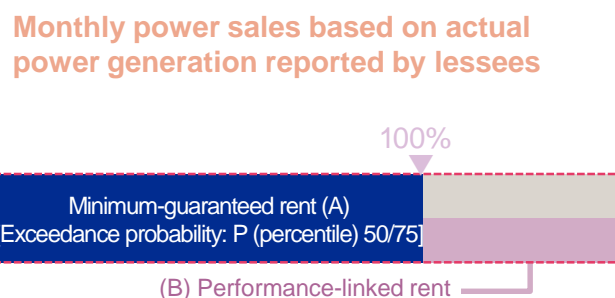 Monthly power sales based on actual
power generation reported by lessees
100%
Minimum-guaranteed rent (A)
Exceedance probability: P (percentile) 50/75]
(B) Performance-linked rent